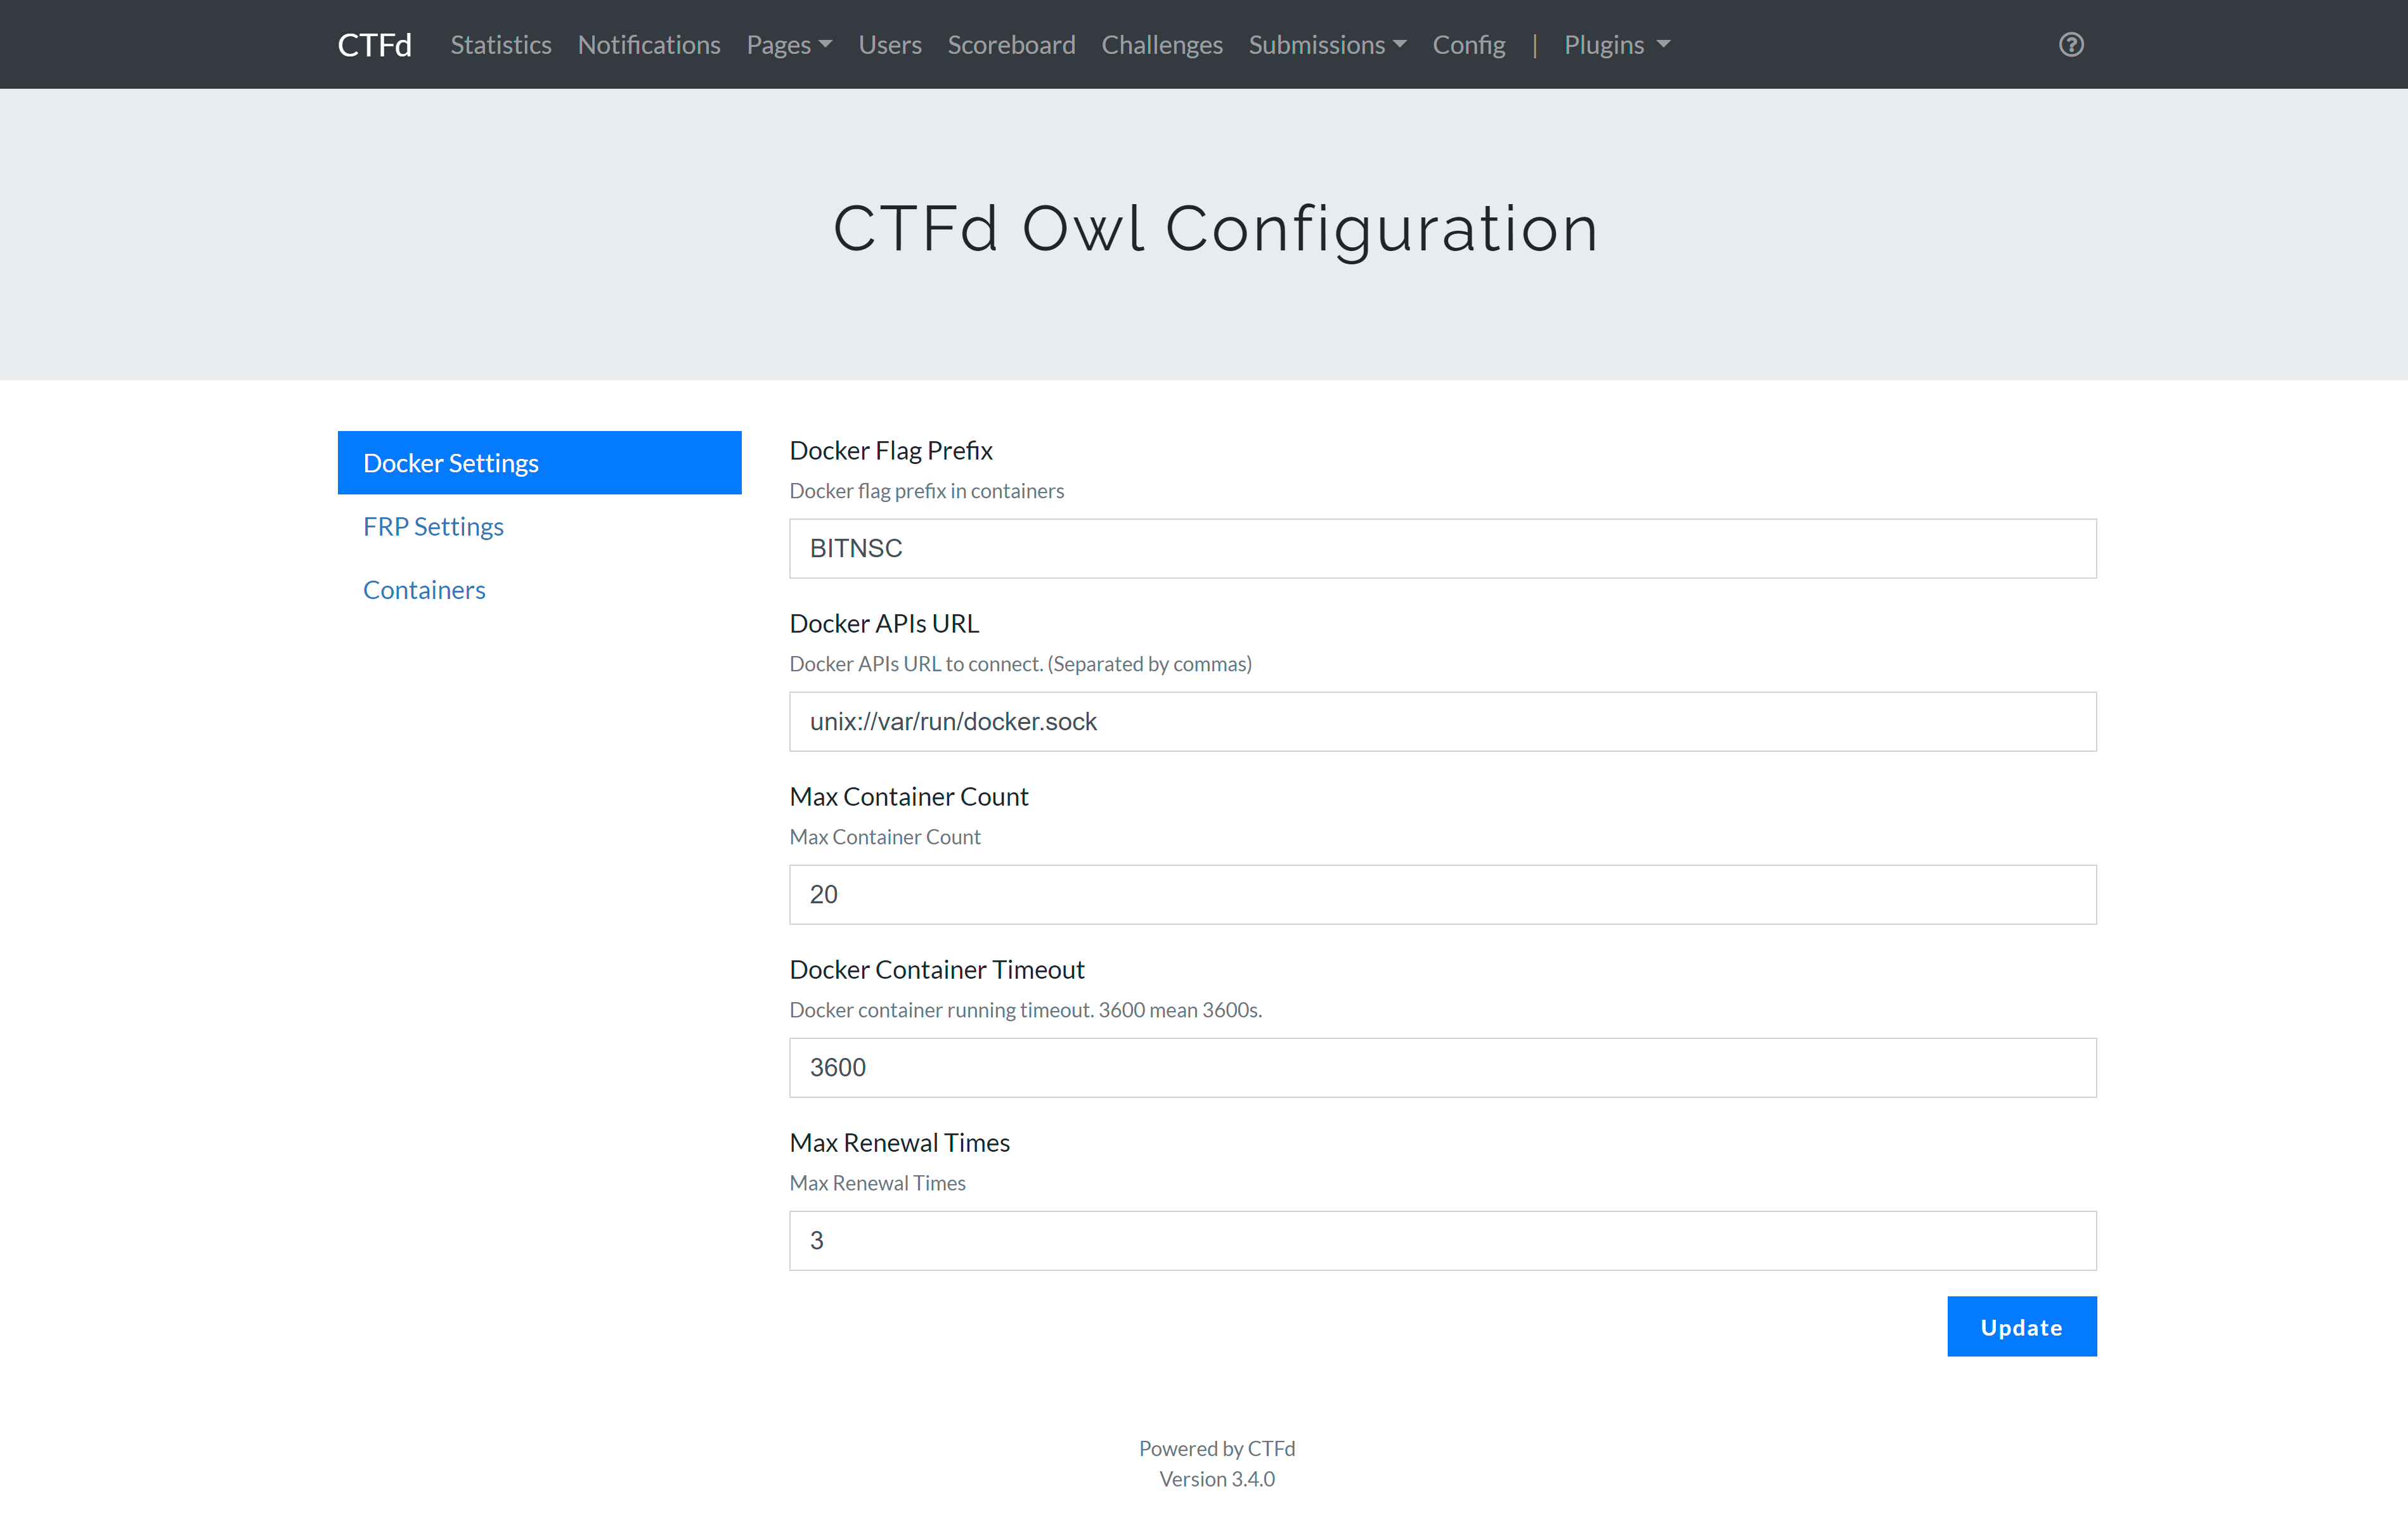 CTFd Statistics Notifications Pages Users Scoreboard Challenges Submissions Config | Plugins
CTFd Owl Configuration
Docker Settings
FRP Settings
Containers
Docker Flag Prefix
Docker flag prefix in containers
BITNSC
Docker APIs URL
Docker APIs URL to connect. (Separated by commas)
unix://var/run/docker.sock
Max Container Count
Max Container Count
20
Docker Container Timeout
Docker container running timeout. 3600 mean 3600s.
3600
Max Renewal Times
Max Renewal Times
3
Update
Powered by CTFd
Version 3.4.0